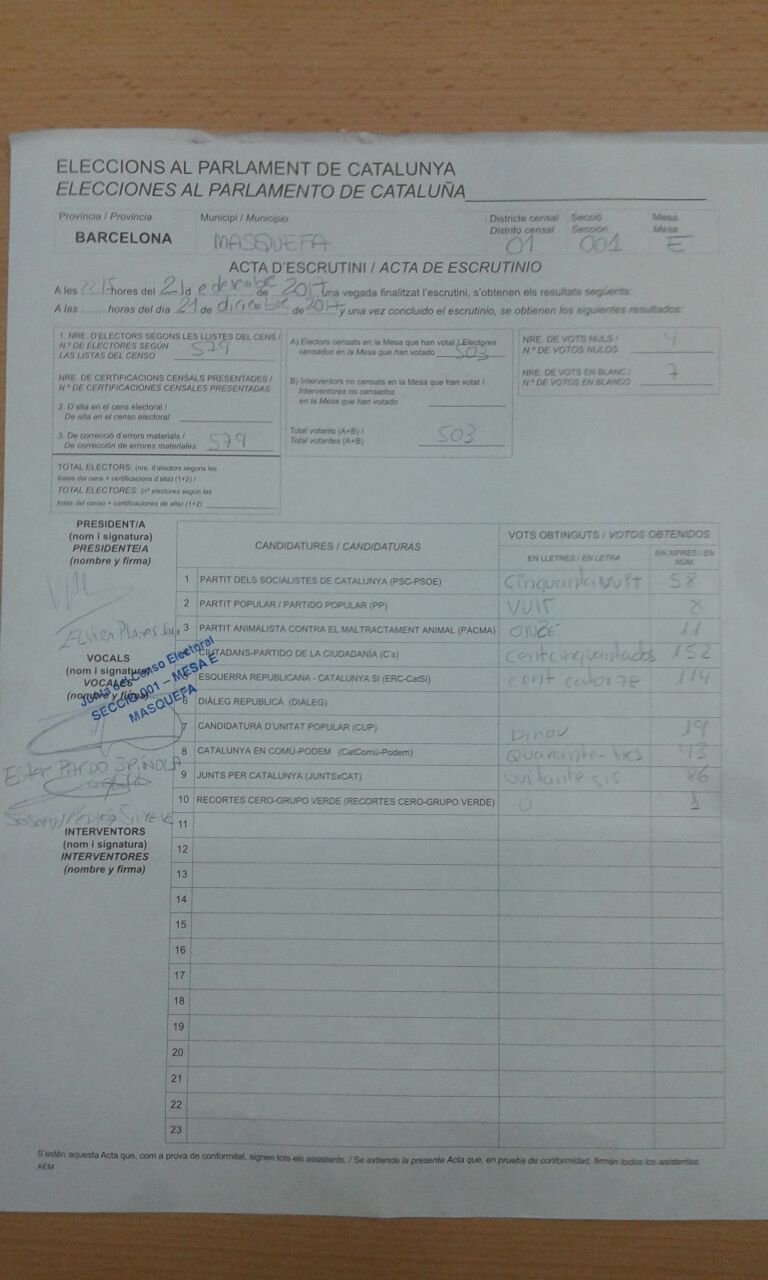 ELECCIONS AL PARLAMENT DE CATALUNYA
ELECCIONES AL PARLAMENTO DE CATALUÑA
Província / Provincia Municipi / Municipio Districte censal Secció Mesa
Distrito censal Sección Mesa
BARCELONA MASQUEFA 01 001 E
ACTA D'ESCRUTINI / ACTA DE ESCRUTINIO
A les hores del 21 de desembre de 2017 una vegada finalitzat l'escrutini, s'obtenen els resultats següents:
A las horas del día 21 de diciembre de 2017 y una vez concluido el escrutinio, se obtienen los siguientes resultados:
1. NRE. D'ELECTORS SEGONS LES LLISTES DEL CENS /
N.º DE ELECTORES SEGÚN
LAS LISTAS DEL CENSO 579
NRE. DE CERTIFICACIONS CENSALS PRESENTADES /
N.º DE CERTIFICACIONES CENSALES PRESENTADAS
2. D'alta en el cens electoral /
De alta en el censo electoral:
3. De correcció d'errors materials /
De corrección de errores materiales: 579
TOTAL ELECTORS: (nre. d'electors segons les
llistes del cens + certificacions d'alta) (1+2) /
TOTAL ELECTORES: (nº electores según las
listas del censo + certificaciones de alta) (1+2)
A) Electors censats en la Mesa que han votat / Electores
censados en la Mesa que han votado 503
B) Interventors no censats en la Mesa que han votat /
Interventores no censados
en la Mesa que han votado
Total votants (A+B) /
Total votantes (A+B) 503
NRE. DE VOTS NULS /
N.º DE VOTOS NULOS
NRE. DE VOTS EN BLANC /
N.º DE VOTOS EN BLANCO 7
PRESIDENT/A
(nom i signatura)
PRESIDENTE/A
(nombre y firma)
Elvira Planas
VOCALS
(nom i signatura)
VOCALES
(nombre y firma)
Junta del Censo Electoral
SECCIÓ 001 – MESA E
MASQUEFA
Ester PARDO SPÍNDOLA
INTERVENTORS
(nom i signatura)
INTERVENTORES
(nombre y firma)
CANDIDATURES / CANDIDATURAS VOTS OBTINGUTS / VOTOS OBTENIDOS
EN LLETRES / EN LETRA EN XIFRES / EN NÚM.
1 PARTIT DELS SOCIALISTES DE CATALUNYA (PSC-PSOE) Cinquanta vuit 58
2 PARTIT POPULAR / PARTIDO POPULAR (PP) VUIT 8
3 PARTIT ANIMALISTA CONTRA EL MALTRACTAMENT ANIMAL (PACMA) ONCE 11
CIUTADANS-PARTIDO DE LA CIUDADANÍA (C's) cent cinquanta dos 152
5 ESQUERRA REPUBLICANA - CATALUNYA SÍ (ERC-CatSí) cent catorze 114
6 DIÀLEG REPUBLICÀ (DIÀLEG)
7 CANDIDATURA D'UNITAT POPULAR (CUP) Dinou 19
8 CATALUNYA EN COMÚ-PODEM (CatComú-Podem) Quaranta-tres 43
9 JUNTS PER CATALUNYA (JUNTSxCAT) vuitanta sis 86
10 RECORTES CERO-GRUPO VERDE (RECORTES CERO-GRUPO VERDE) 1
11
12
13
14
15
16
17
18
19
20
21
22
23
S'estén aquesta Acta que, com a prova de conformitat, signen tots els assistents. / Se extiende la presente Acta que, en prueba de conformidad, firman todos los asistentes.
AEM